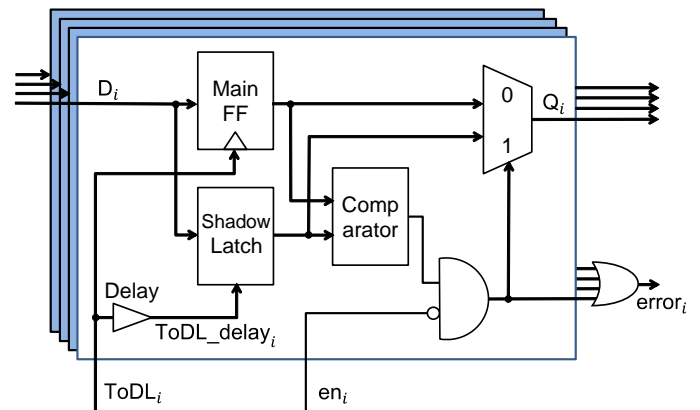 D𝑖
Main
FF
0
1
Q𝑖
Shadow
Latch
Comp
arator
Delay
ToDL_delay𝑖
error𝑖
ToDL𝑖
en𝑖